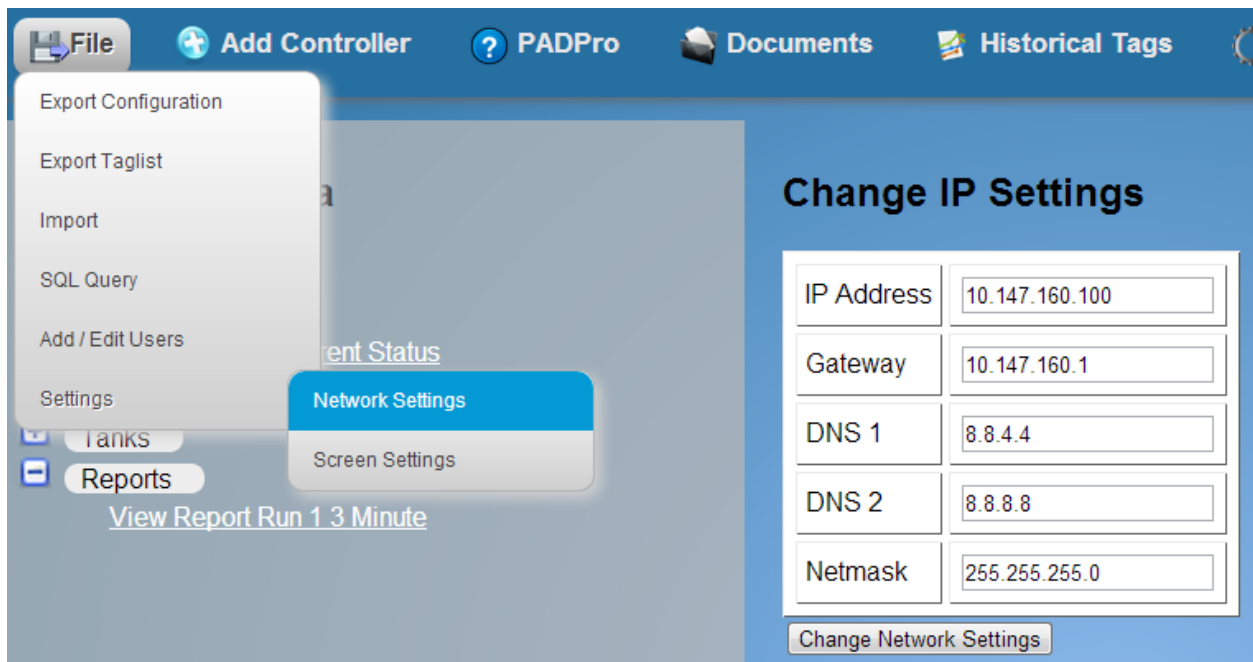 File Add Controller PADPro Documents Historical Tags
Export Configuration
Export Taglist
Import
SQL Query
Add / Edit Users
Settings
Network Settings
Screen Settings
rent Status
Tanks
Reports
View Report Run 1 3 Minute
Change IP Settings
IP Address 10.147.160.100
Gateway 10.147.160.1
DNS 1 8.8.4.4
DNS 2 8.8.8.8
Netmask 255.255.255.0
Change Network Settings